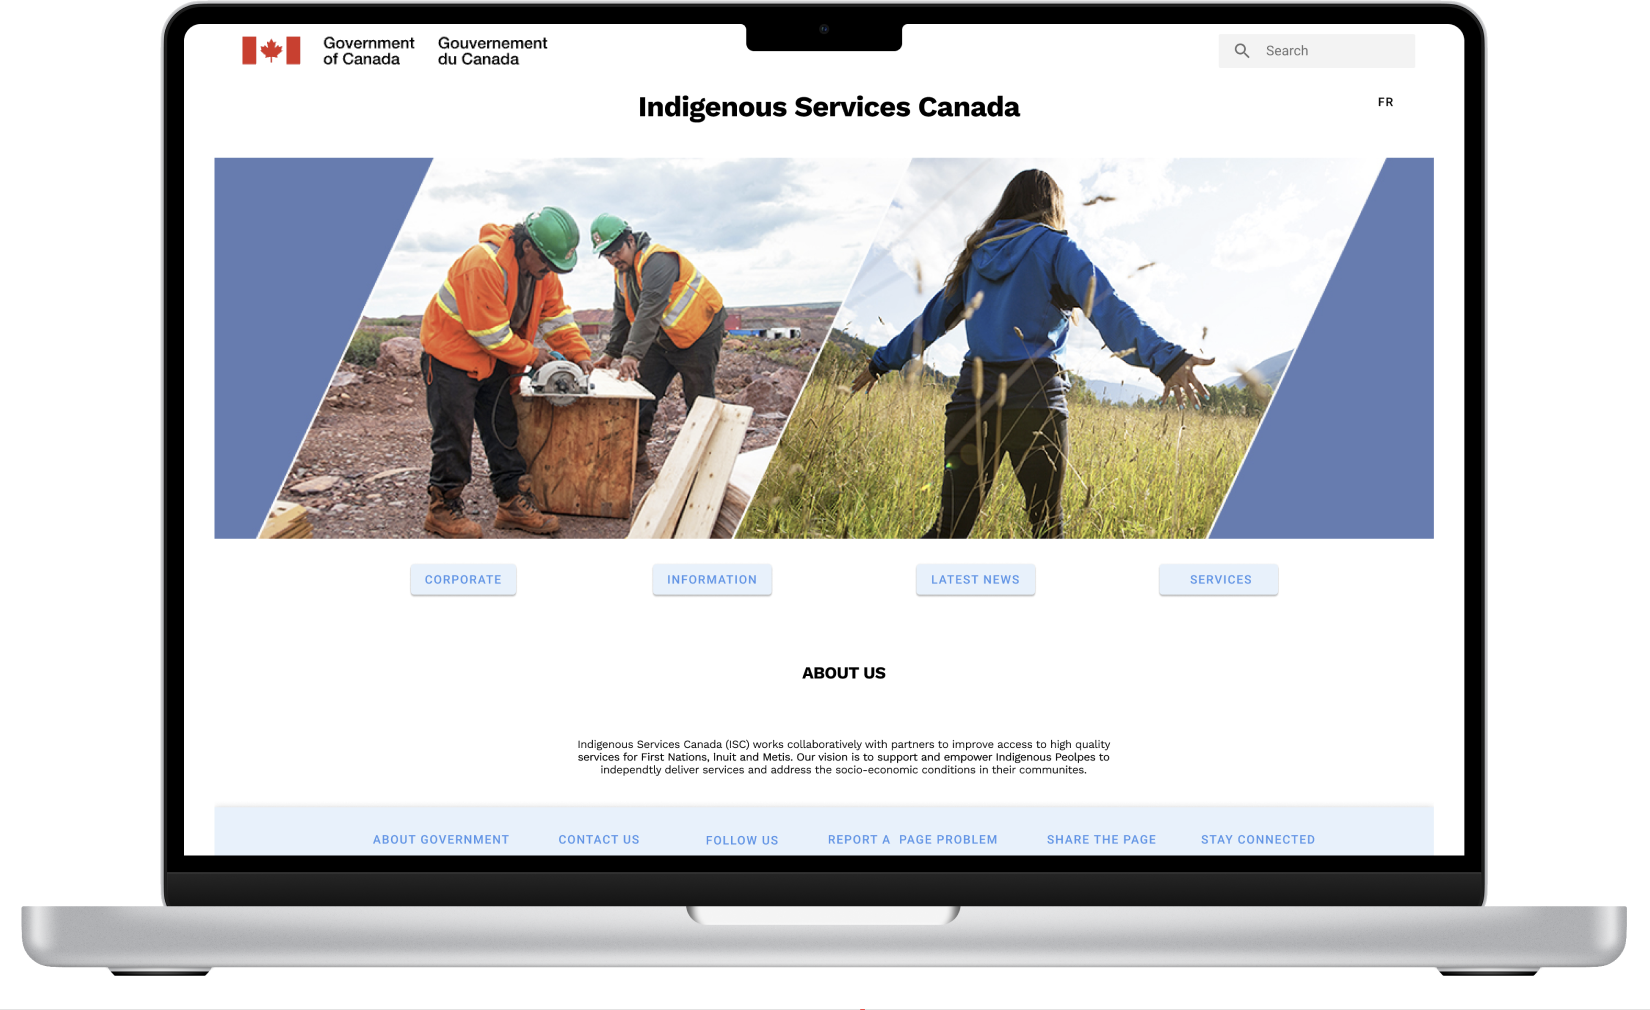 Government
of Canada
Gouvernement
du Canada
Search
FR
Indigenous Services Canada
CORPORATE
INFORMATION
LATEST NEWS
SERVICES
ABOUT US
Indigenous Services Canada (ISC) works collaboratively with partners to improve access to high quality
services for First Nations, Inuit and Metis. Our vision is to support and empower Indigenous Peolpes to
independtly deliver services and address the socio-economic conditions in their communites.
ABOUT GOVERNMENT
CONTACT US
FOLLOW US
REPORT A PAGE PROBLEM
SHARE THE PAGE
STAY CONNECTED